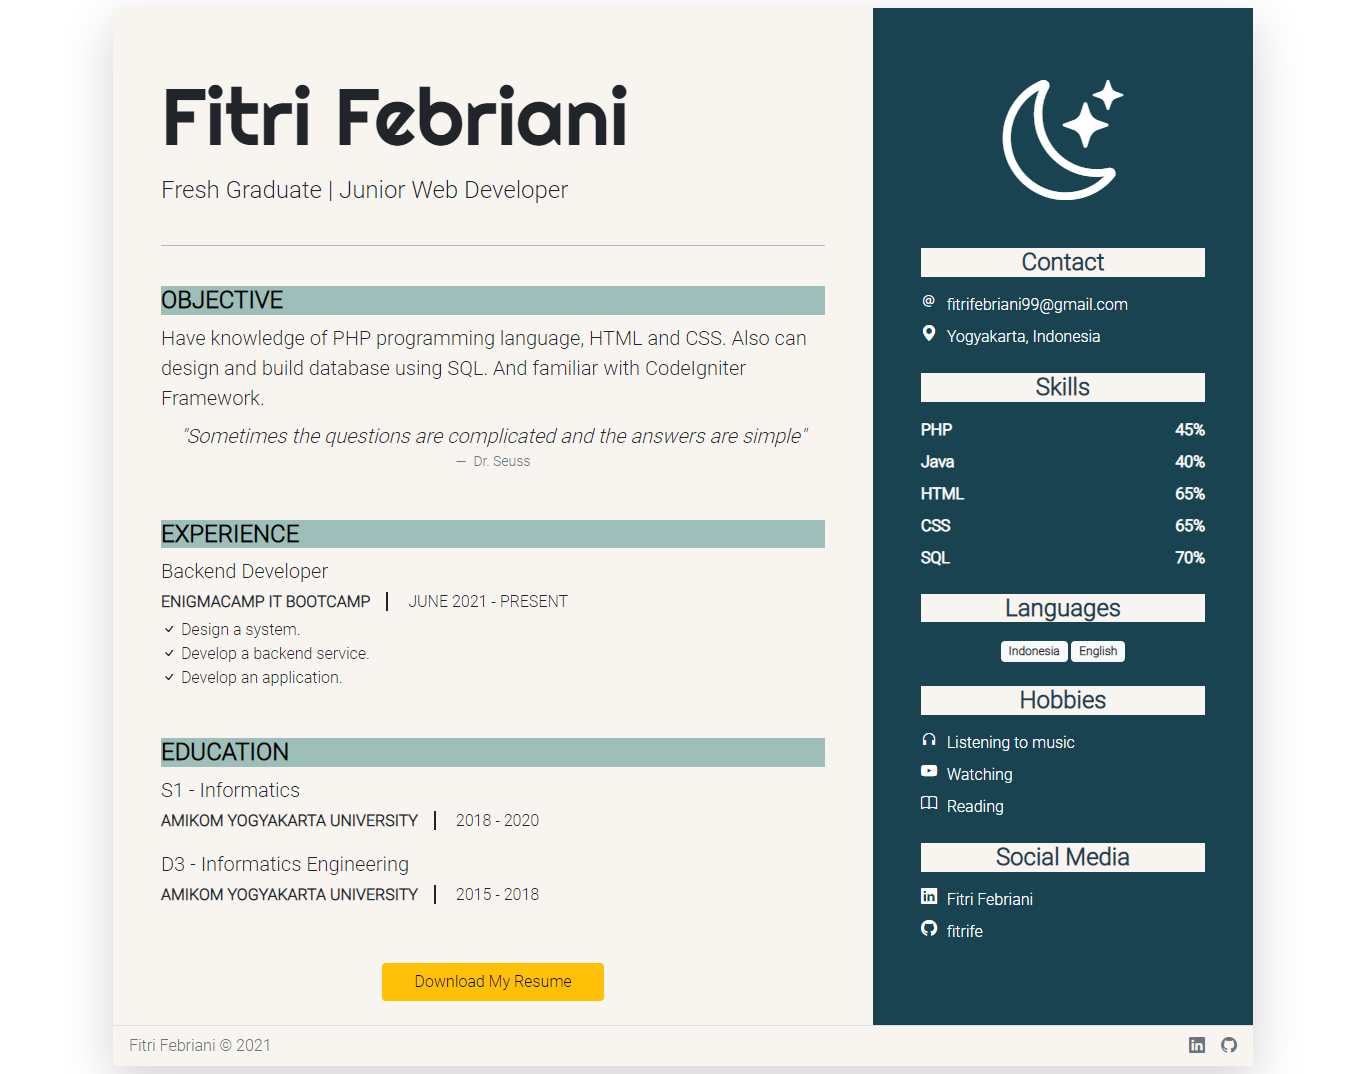 Fitri Febriani
Fresh Graduate | Junior Web Developer
OBJECTIVE
Have knowledge of PHP programming language, HTML and CSS. Also can
design and build database using SQL. And familiar with CodeIgniter
Framework.
"Sometimes the questions are complicated and the answers are simple"
— Dr. Seuss
EXPERIENCE
Backend Developer
ENIGMACAMP IT BOOTCAMP | JUNE 2021 - PRESENT
Design a system.
Develop a backend service.
Develop an application.
EDUCATION
S1 - Informatics
AMIKOM YOGYAKARTA UNIVERSITY | 2018 - 2020
D3 - Informatics Engineering
AMIKOM YOGYAKARTA UNIVERSITY | 2015 - 2018
Download My Resume
Contact
fitrifebriani99@gmail.com
Yogyakarta, Indonesia
Skills
PHP 45%
Java 40%
HTML 65%
CSS 65%
SQL 70%
Languages
Indonesia English
Hobbies
Listening to music
Watching
Reading
Social Media
Fitri Febriani
fitrife
Fitri Febriani © 2021